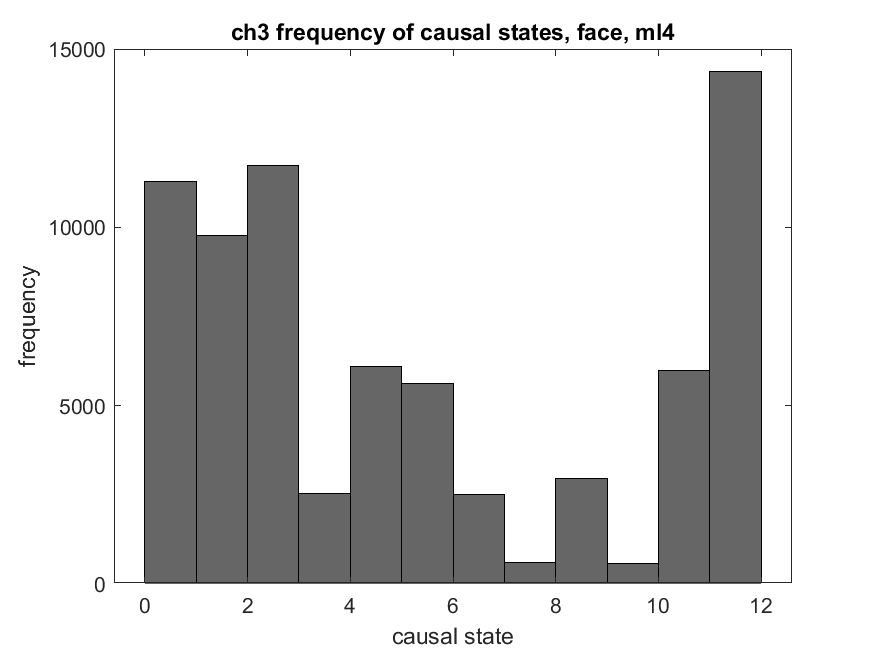 ch3 frequency of causal states, face, ml4
15000
10000
5000
0
frequency
0 2 4 6 8 10 12
causal state